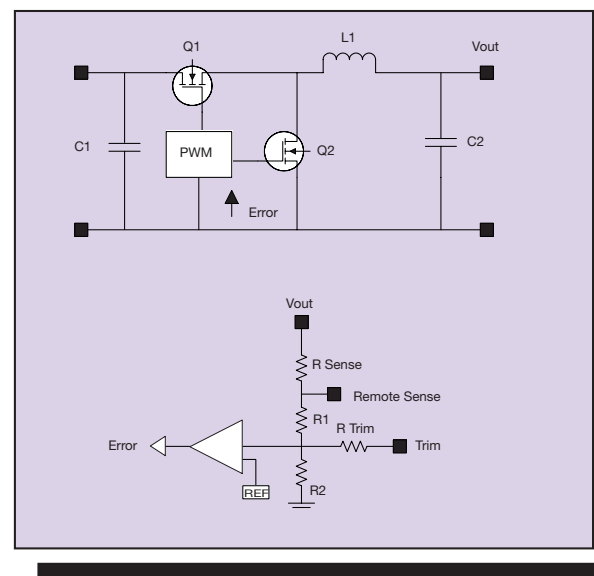 Q1
L1
Vout
C1
PWM
Q2
C2
Error
Vout
R Sense
Remote Sense
R1
R Trim
Error
Trim
REF
R2